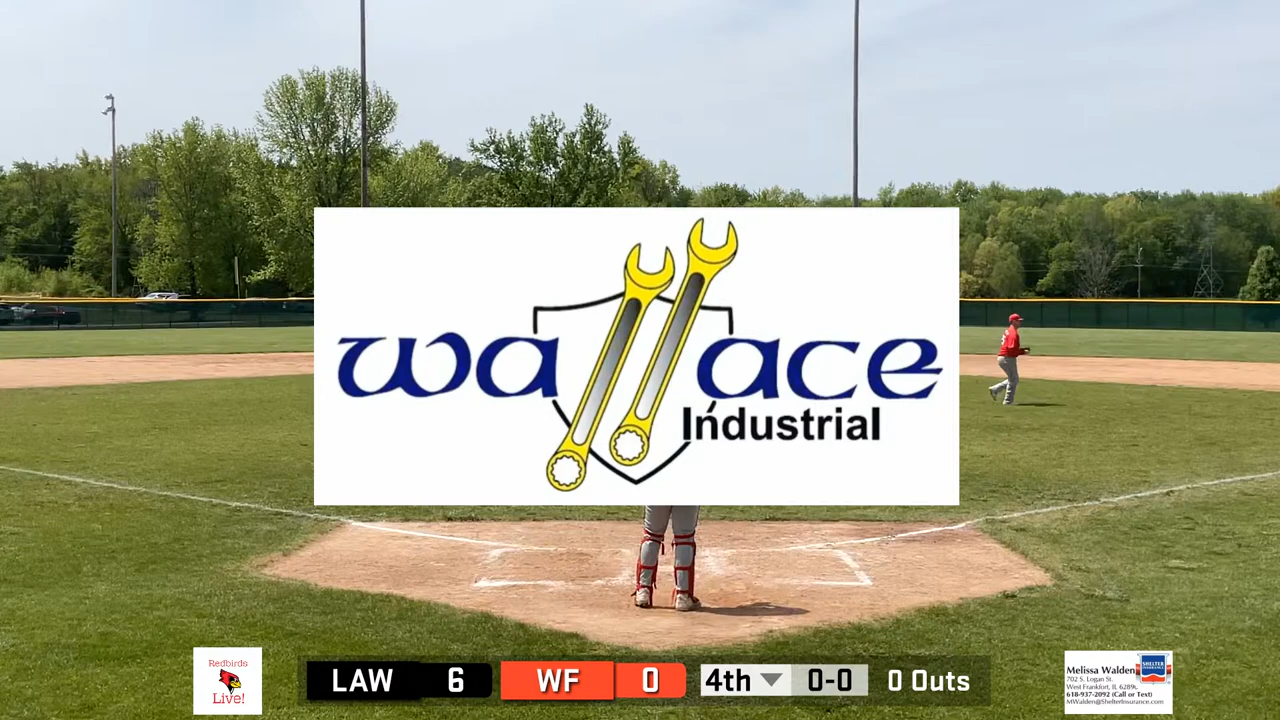 wallace
Industrial
Redbirds
Live!
LAW 6 WF 0 4th 0-0 0 Outs
Melissa Walden
SHELTER
INSURANCE
702 S. Logan St.
West Frankfort, IL 62896
618-937-2092 (Call or Text)
MWalden@ShelterInsurance.com